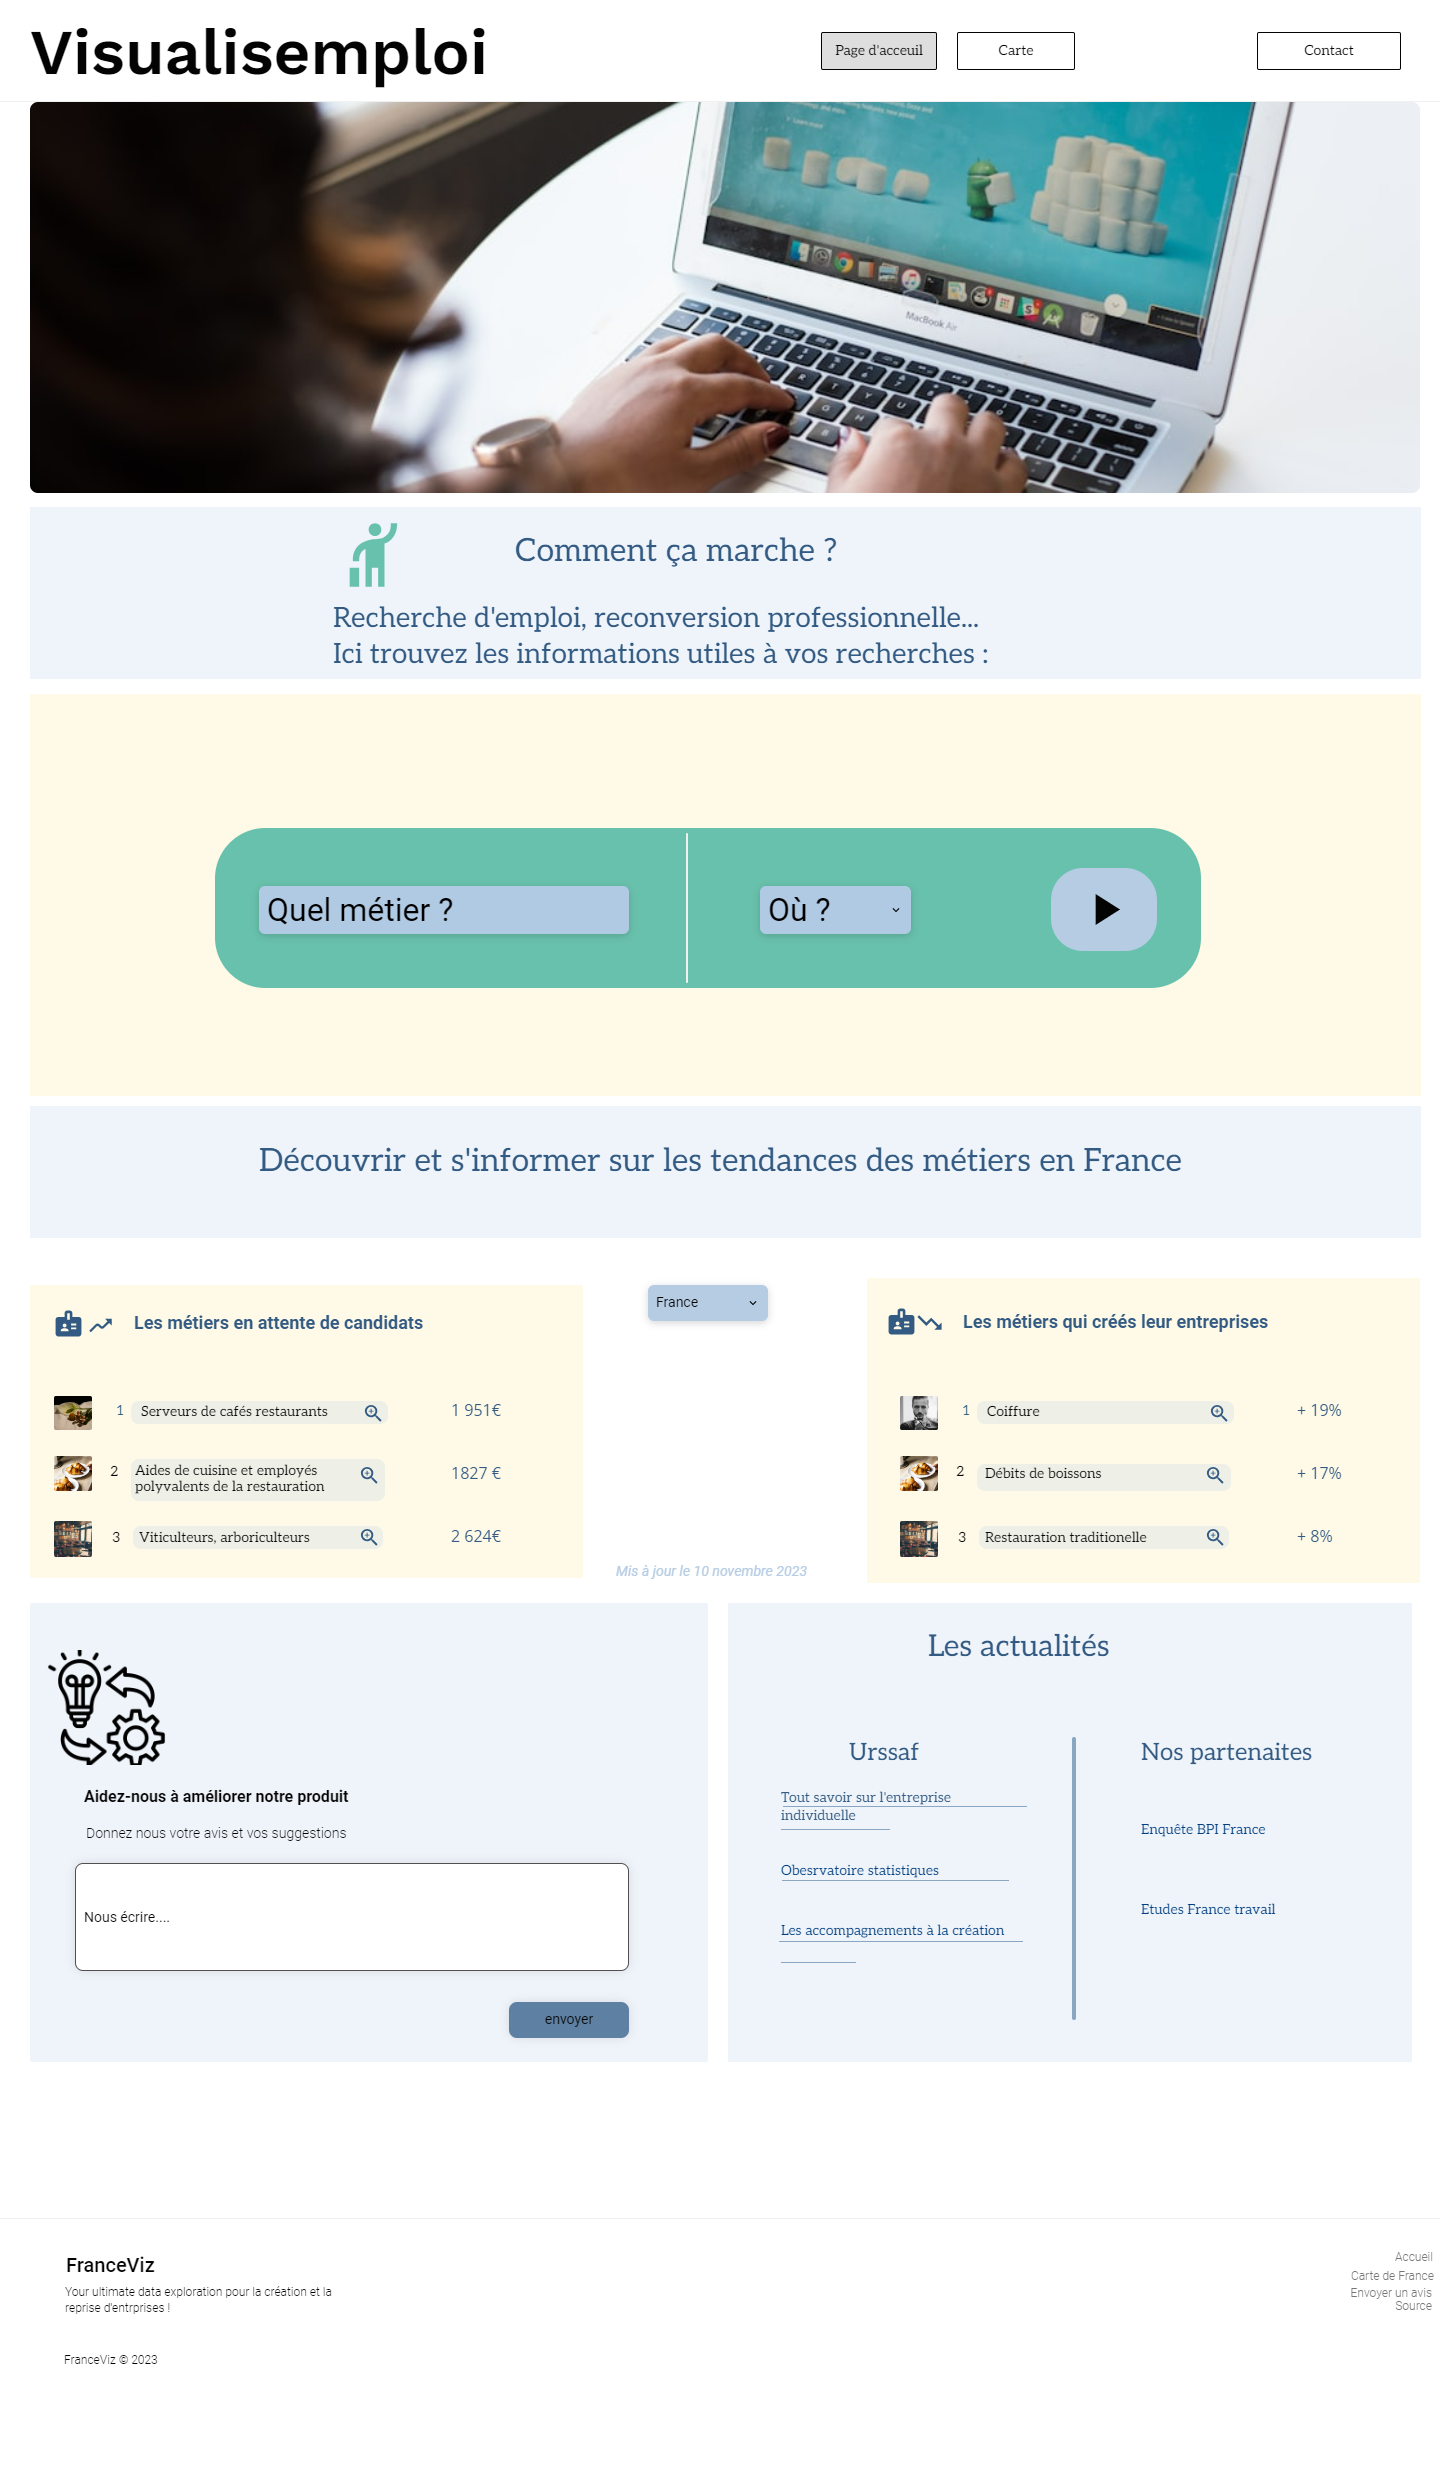 Visualisemploi
Page d'acceuil
Carte
Contact
Learn more
MacBook Air
Comment ça marche ?
Recherche d'emploi, reconversion professionnelle...
Ici trouvez les informations utiles à vos recherches :
Quel métier ?
Où ?
Découvrir et s'informer sur les tendances des métiers en France
Les métiers en attente de candidats
1 Serveurs de cafés restaurants 1 951€
2 Aides de cuisine et employés
polyvalents de la restauration 1827 €
3 Viticulteurs, arboriculteurs 2 624€
France
Mis à jour le 10 novembre 2023
Les métiers qui créés leur entreprises
1 Coiffure + 19%
2 Débits de boissons + 17%
3 Restauration traditionelle + 8%
Aidez-nous à améliorer notre produit
Donnez nous votre avis et vos suggestions
Nous écrire....
envoyer
Les actualités
Urssaf
Tout savoir sur l'entreprise
individuelle
Obesrvatoire statistiques
Les accompagnements à la création
Nos partenaites
Enquête BPI France
Etudes France travail
FranceViz
Your ultimate data exploration pour la création et la
reprise d'entrprises !
FranceViz © 2023
Accueil
Carte de France
Envoyer un avis
Source